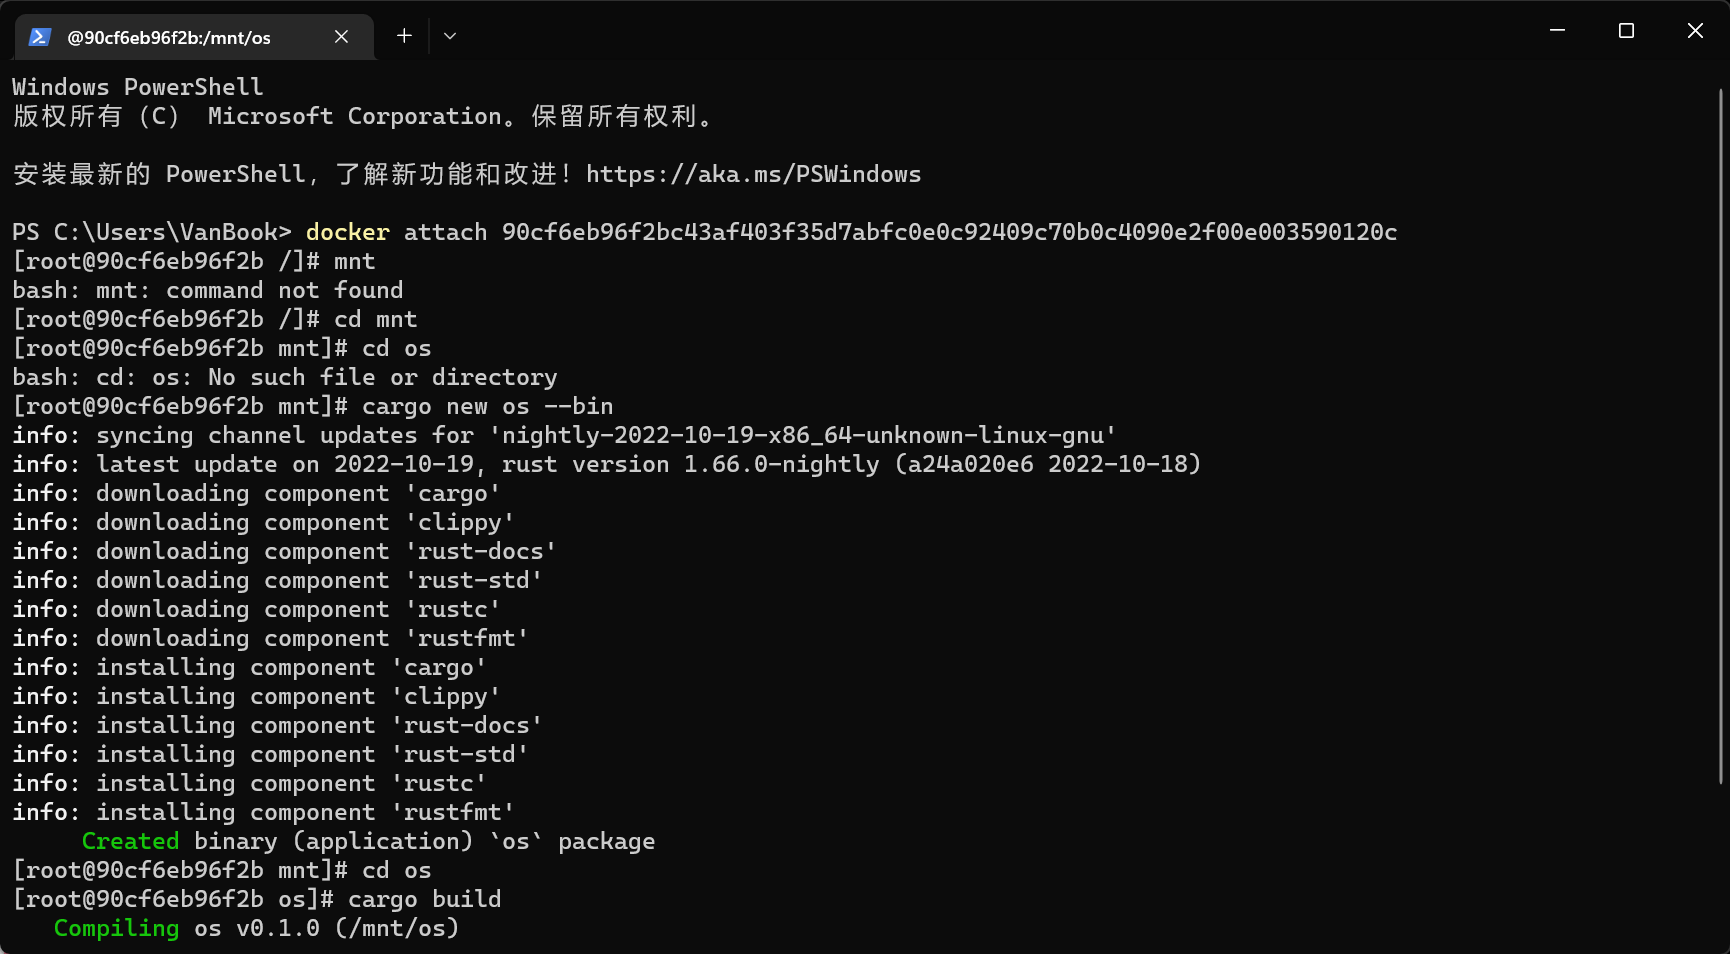 @90cf6eb96f2b:/mnt/os
Windows PowerShell
版权所有 (C) Microsoft Corporation。保留所有权利。
安装最新的 PowerShell,了解新功能和改进!https://aka.ms/PSWindows
PS C:\Users\VanBook> docker attach 90cf6eb96f2bc43af403f35d7abfc0e0c92409c70b0c4090e2f00e003590120c
[root@90cf6eb96f2b /]# mnt
bash: mnt: command not found
[root@90cf6eb96f2b /]# cd mnt
[root@90cf6eb96f2b mnt]# cd os
bash: cd: os: No such file or directory
[root@90cf6eb96f2b mnt]# cargo new os --bin
info: syncing channel updates for 'nightly-2022-10-19-x86_64-unknown-linux-gnu'
info: latest update on 2022-10-19, rust version 1.66.0-nightly (a24a020e6 2022-10-18)
info: downloading component 'cargo'
info: downloading component 'clippy'
info: downloading component 'rust-docs'
info: downloading component 'rust-std'
info: downloading component 'rustc'
info: downloading component 'rustfmt'
info: installing component 'cargo'
info: installing component 'clippy'
info: installing component 'rust-docs'
info: installing component 'rust-std'
info: installing component 'rustc'
info: installing component 'rustfmt'
     Created binary (application) `os` package
[root@90cf6eb96f2b mnt]# cd os
[root@90cf6eb96f2b os]# cargo build
   Compiling os v0.1.0 (/mnt/os)